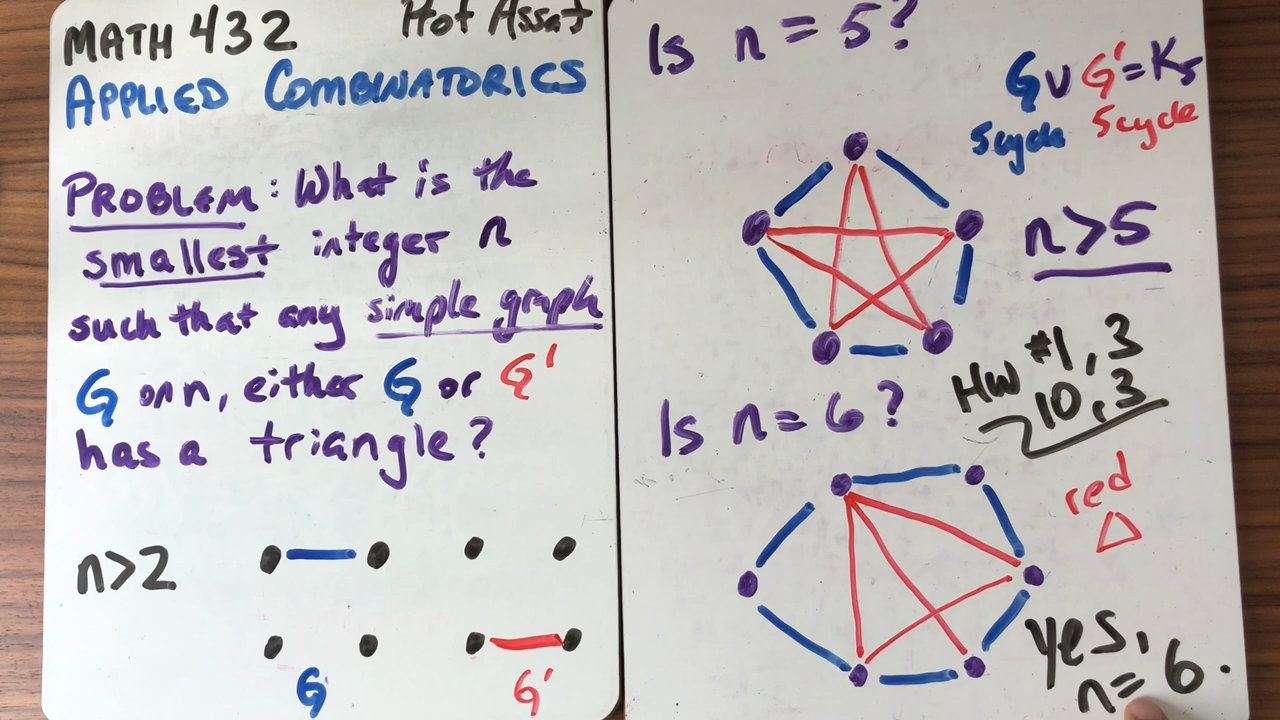 MATH 432
Hot Asset
APPLIED COMBINATORICS
PROBLEM: What is the
smallest integer n
such that any simple graph
G on n, either G or G'
has a triangle?
n>2
G
G'
Is n = 5?
G ∪ G' = K5
5cycle 5cycle
n>5
HW #1, 3
10, 3
Is n = 6?
red
△
yes,
n = 6.